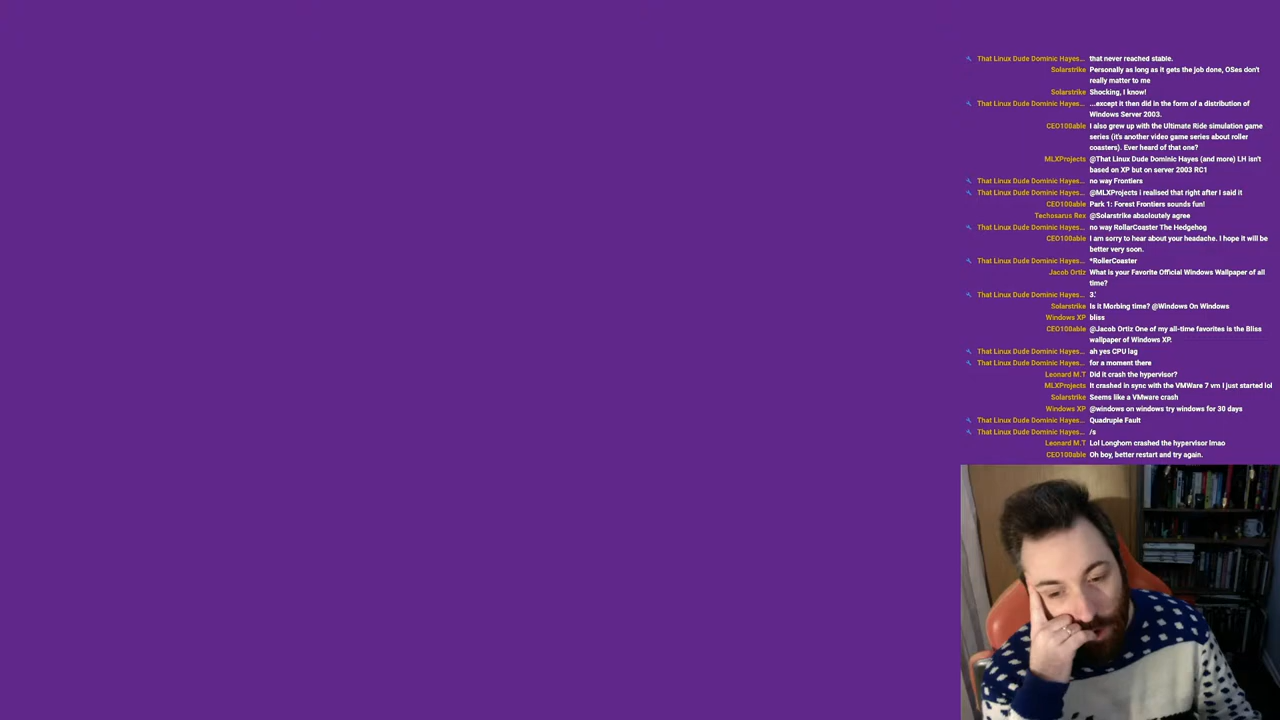 That Linux Dude Dominic Hayes... that never reached stable.
Solarstrike Personally as long as it gets the job done, OSes don't
really matter to me
Solarstrike Shocking, I know!
That Linux Dude Dominic Hayes... ...except it then did in the form of a distribution of
Windows Server 2003.
CEO100able I also grew up with the Ultimate Ride simulation game
series (it's another video game series about roller
coasters). Ever heard of that one?
MLXProjects @That Linux Dude Dominic Hayes (and more) LH isn't
based on XP but on server 2003 RC1
That Linux Dude Dominic Hayes... no way Frontiers
That Linux Dude Dominic Hayes... @MLXProjects i realised that right after I said it
CEO100able Park 1: Forest Frontiers sounds fun!
Techosarus Rex @Solarstrike absoloutely agree
That Linux Dude Dominic Hayes... no way RollarCoaster The Hedgehog
CEO100able I am sorry to hear about your headache. I hope it will be
better very soon.
That Linux Dude Dominic Hayes... *RollerCoaster
Jacob Ortiz What is your Favorite Official Windows Wallpaper of all
time?
That Linux Dude Dominic Hayes... 3.'
Solarstrike Is it Morbing time? @Windows On Windows
Windows XP bliss
CEO100able @Jacob Ortiz One of my all-time favorites is the Bliss
wallpaper of Windows XP.
That Linux Dude Dominic Hayes... ah yes CPU lag
That Linux Dude Dominic Hayes... for a moment there
Leonard M.T Did it crash the hypervisor?
MLXProjects It crashed in sync with the VMWare 7 vm I just started lol
Solarstrike Seems like a VMware crash
Windows XP @windows on windows try windows for 30 days
That Linux Dude Dominic Hayes... Quadruple Fault
That Linux Dude Dominic Hayes... /s
Leonard M.T Lol Longhorn crashed the hypervisor lmao
CEO100able Oh boy, better restart and try again.